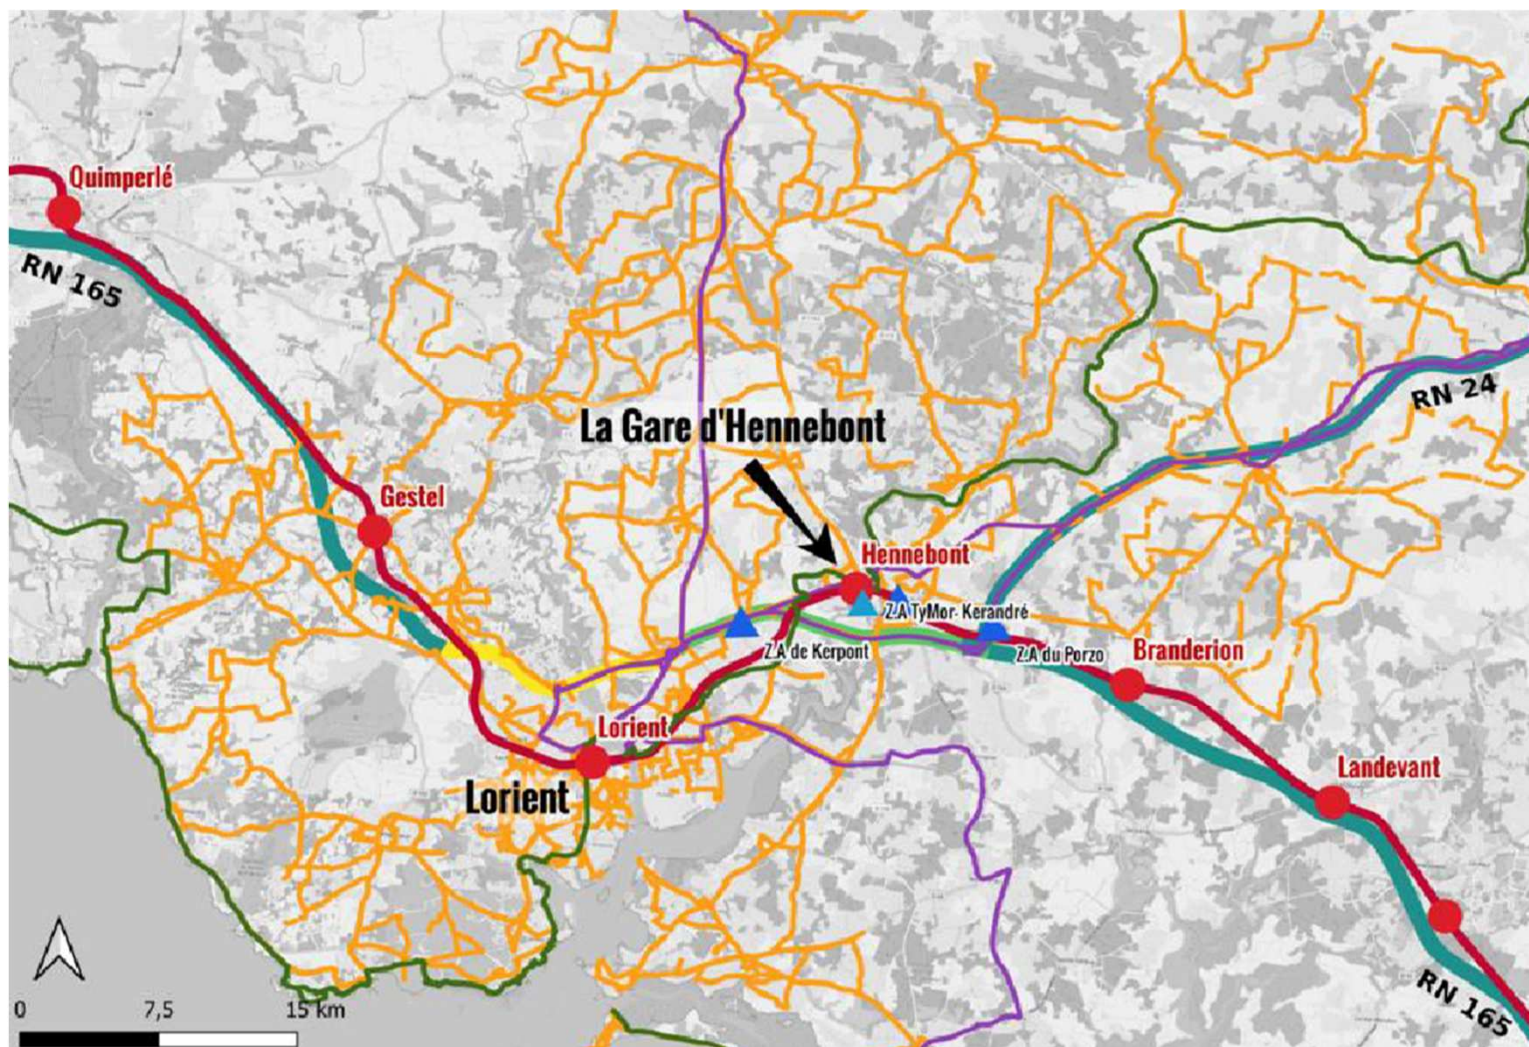 Quimperlé
RN 165
RN 24
La Gare d'Hennebont
Gestel
Hennebont
Z.A TyMor- Kerandré
Z.A de Kerpont
Z.A du Porzo
Branderion
Lorient
Landevant
Lorient
RN 165
0 7,5 15 km